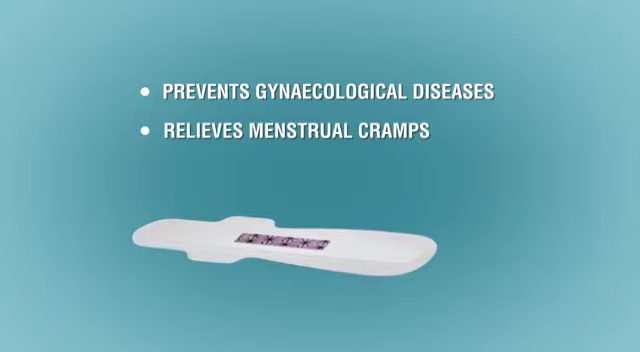 • PREVENTS GYNAECOLOGICAL DISEASES
• RELIEVES MENSTRUAL CRAMPS